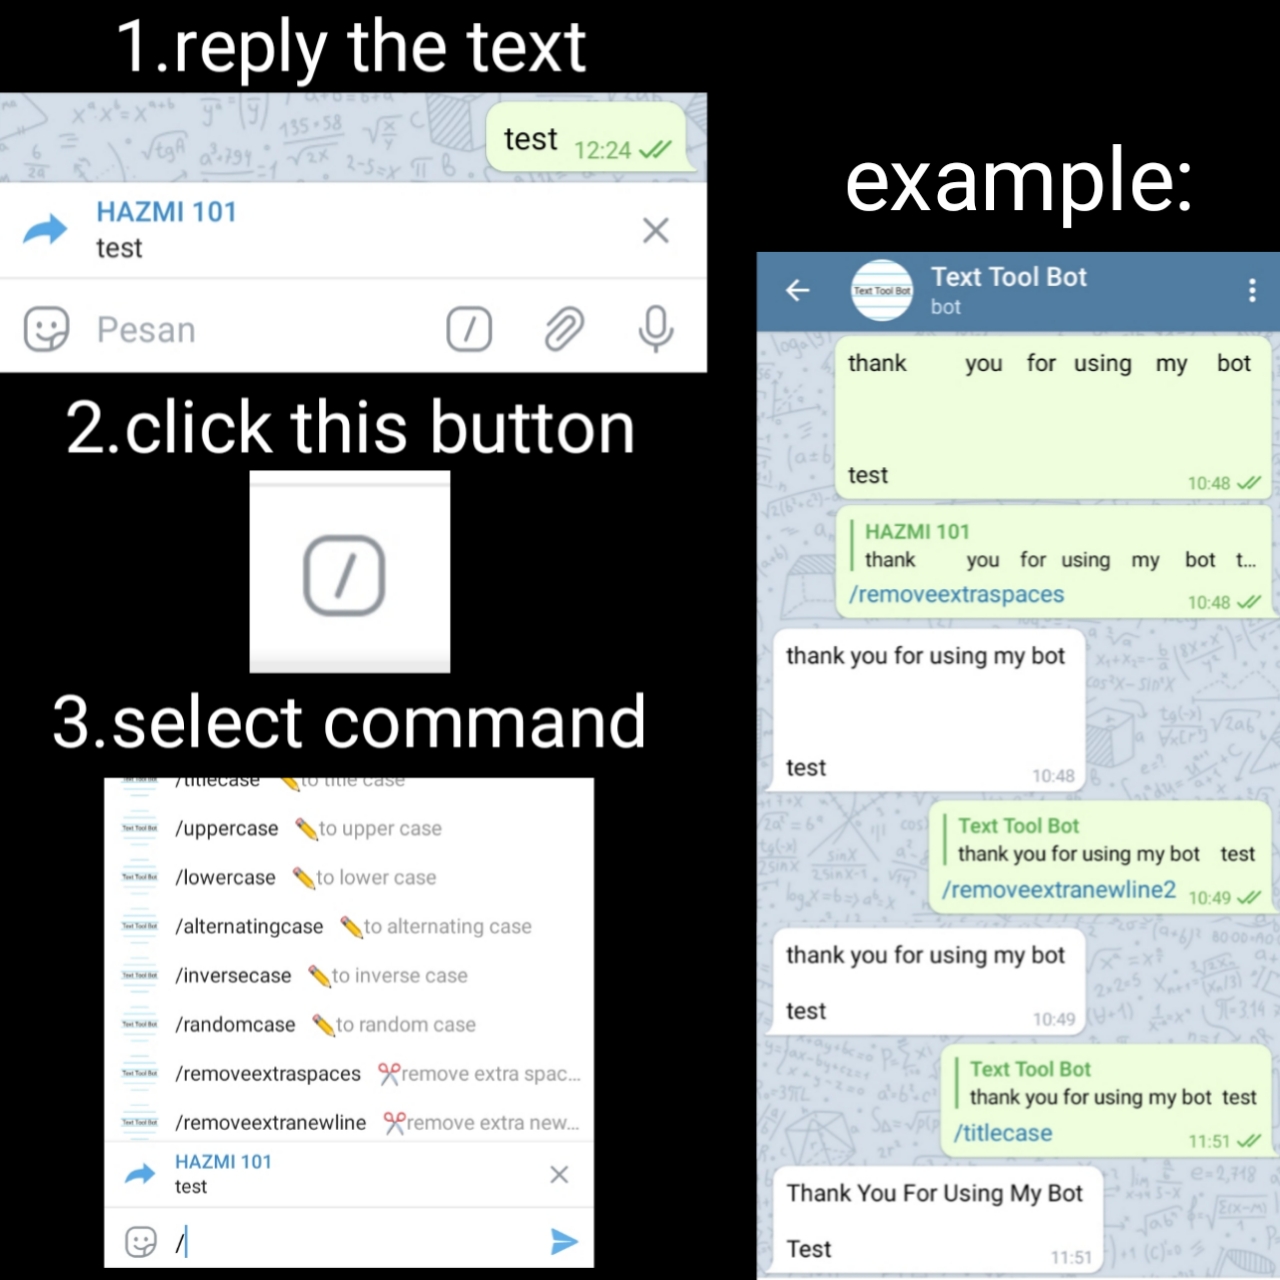 1.reply the text
test 12:24
HAZMI 101
test
Pesan
2.click this button
/
3.select command
/titlecase ✏️to title case
/uppercase ✏️to upper case
/lowercase ✏️to lower case
/alternatingcase ✏️to alternating case
/inversecase ✏️to inverse case
/randomcase ✏️to random case
/removeextraspaces ✂️remove extra spac...
/removeextranewline ✂️remove extra new...
HAZMI 101
test
/
example:
Text Tool Bot
Text Tool Bot
bot
thank you for using my bot
test 10:48
HAZMI 101
thank you for using my bot t...
/removeextraspaces 10:48
thank you for using my bot
test 10:48
Text Tool Bot
thank you for using my bot test
/removeextranewline2 10:49
thank you for using my bot
test 10:49
Text Tool Bot
thank you for using my bot test
/titlecase 11:51
Thank You For Using My Bot
Test 11:51